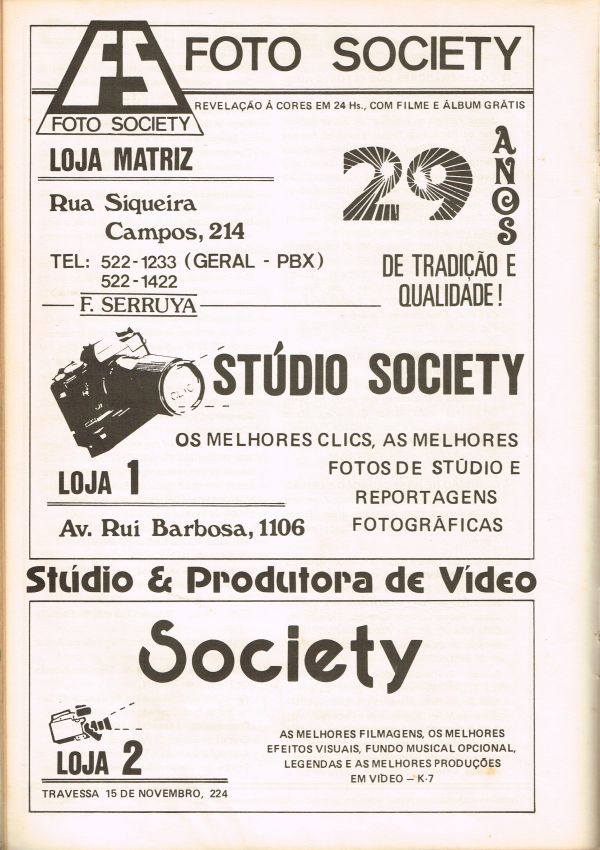 FS
FOTO SOCIETY
FOTO SOCIETY
REVELAÇÃO Á CORES EM 24 Hs., COM FILME E ÁLBUM GRÁTIS
LOJA MATRIZ
Rua Siqueira
Campos, 214
TEL: 522-1233 (GERAL - PBX)
522-1422
F. SERRUYA
29
ANOS
DE TRADIÇÃO E
QUALIDADE!
CLIC
STÚDIO SOCIETY
OS MELHORES CLICS, AS MELHORES
FOTOS DE STÚDIO E
REPORTAGENS
FOTOGRÁFICAS
LOJA 1
Av. Rui Barbosa, 1106
Stúdio & Produtora de Vídeo
Society
LOJA 2
TRAVESSA 15 DE NOVEMBRO, 224
AS MELHORES FILMAGENS, OS MELHORES
EFEITOS VISUAIS, FUNDO MUSICAL OPCIONAL,
LEGENDAS E AS MELHORES PRODUÇÕES
EM VIDEO – K-7